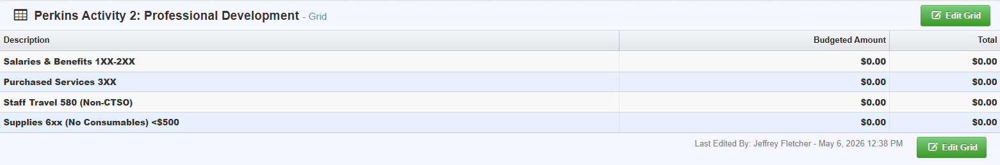 Perkins Activity 2: Professional Development - Grid Edit Grid
Description Budgeted Amount Total
Salaries & Benefits 1XX-2XX $0.00 $0.00
Purchased Services 3XX $0.00 $0.00
Staff Travel 580 (Non-CTSO) $0.00 $0.00
Supplies 6xx (No Consumables) <$500 $0.00 $0.00
Last Edited By: Jeffrey Fletcher - May 6, 2026 12:38 PM Edit Grid